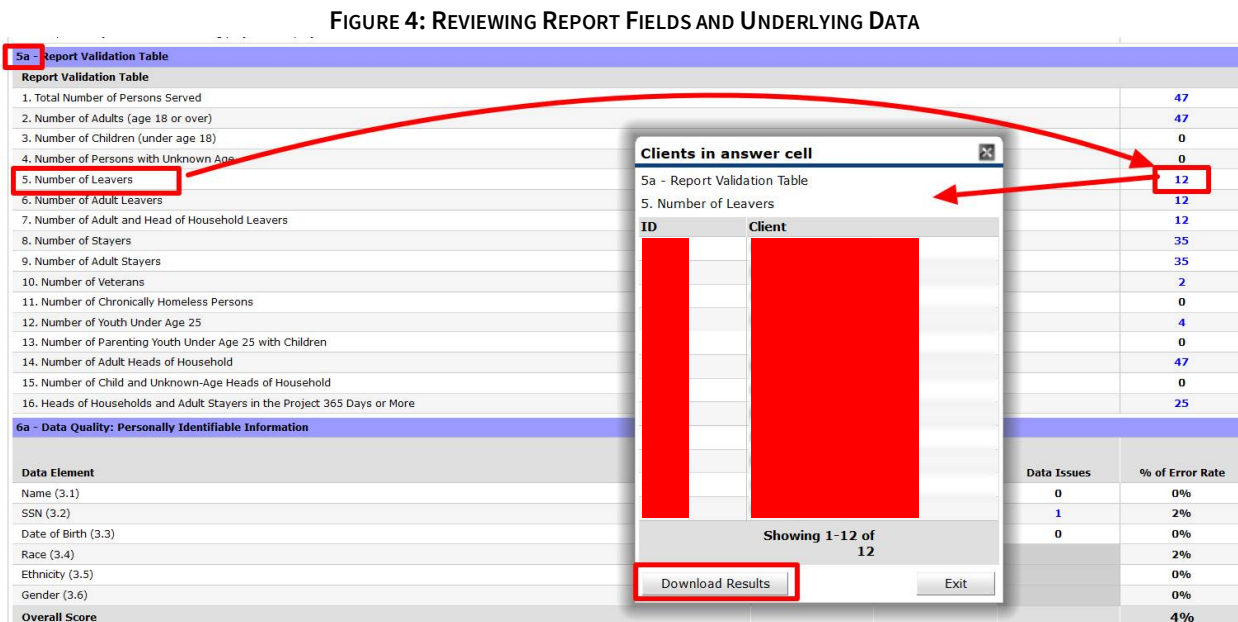 FIGURE 4: REVIEWING REPORT FIELDS AND UNDERLYING DATA
5a - Report Validation Table
Report Validation Table
1. Total Number of Persons Served 47
2. Number of Adults (age 18 or over) 47
3. Number of Children (under age 18) 0
4. Number of Persons with Unknown Age 0
5. Number of Leavers 12
6. Number of Adult Leavers 12
7. Number of Adult and Head of Household Leavers 12
8. Number of Stayers 35
9. Number of Adult Stayers 35
10. Number of Veterans 2
11. Number of Chronically Homeless Persons 0
12. Number of Youth Under Age 25 4
13. Number of Parenting Youth Under Age 25 with Children 0
14. Number of Adult Heads of Household 47
15. Number of Child and Unknown-Age Heads of Household 0
16. Heads of Households and Adult Stayers in the Project 365 Days or More 25
6a - Data Quality: Personally Identifiable Information
Data Element Data Issues % of Error Rate
Name (3.1) 0 0%
SSN (3.2) 1 2%
Date of Birth (3.3) 0 0%
Race (3.4) 2%
Ethnicity (3.5) 0%
Gender (3.6) 0%
Overall Score 4%
Clients in answer cell
5a - Report Validation Table
5. Number of Leavers
ID Client
Showing 1-12 of
12
Download Results Exit